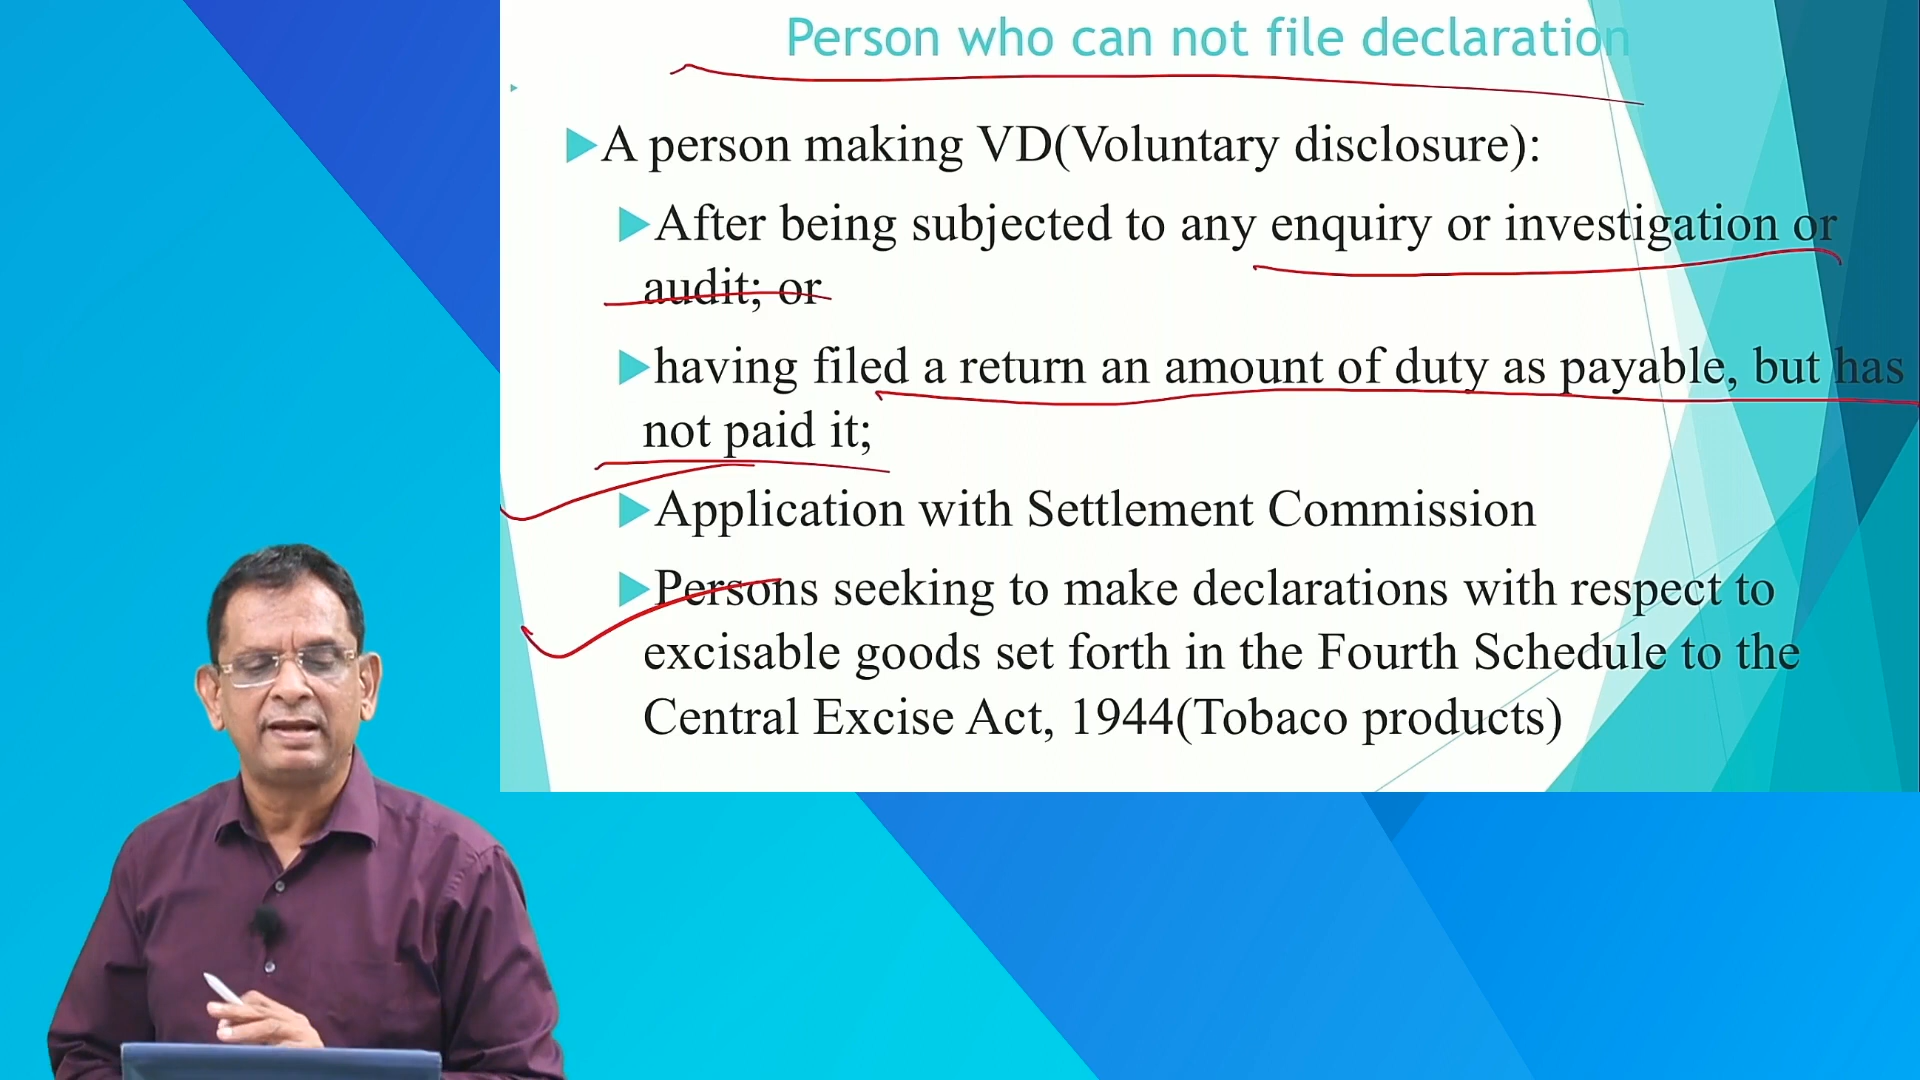 Person who can not file declaration
A person making VD(Voluntary disclosure):
After being subjected to any enquiry or investigation or
audit; or
having filed a return an amount of duty as payable, but has
not paid it;
Application with Settlement Commission
Persons seeking to make declarations with respect to
excisable goods set forth in the Fourth Schedule to the
Central Excise Act, 1944(Tobaco products)